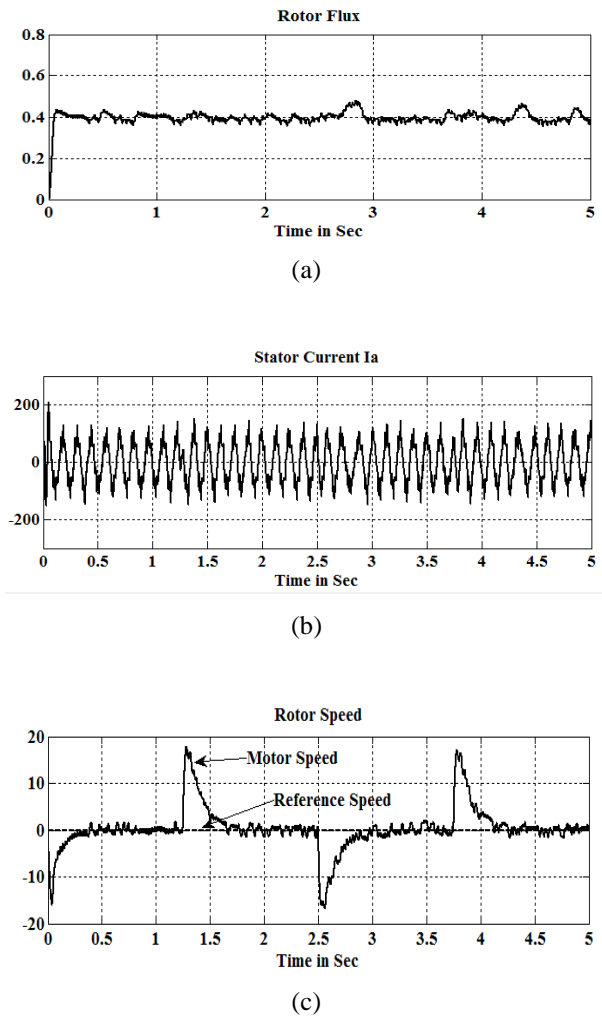 Rotor Flux
0.8
0.6
0.4
0.2
0
0 1 2 3 4 5
Time in Sec
(a)
Stator Current Ia
200
0
-200
0 0.5 1 1.5 2 2.5 3 3.5 4 4.5 5
Time in Sec
(b)
Rotor Speed
20
10
0
-10
-20
Motor Speed
Reference Speed
0 0.5 1 1.5 2 2.5 3 3.5 4 4.5 5
Time in Sec
(c)